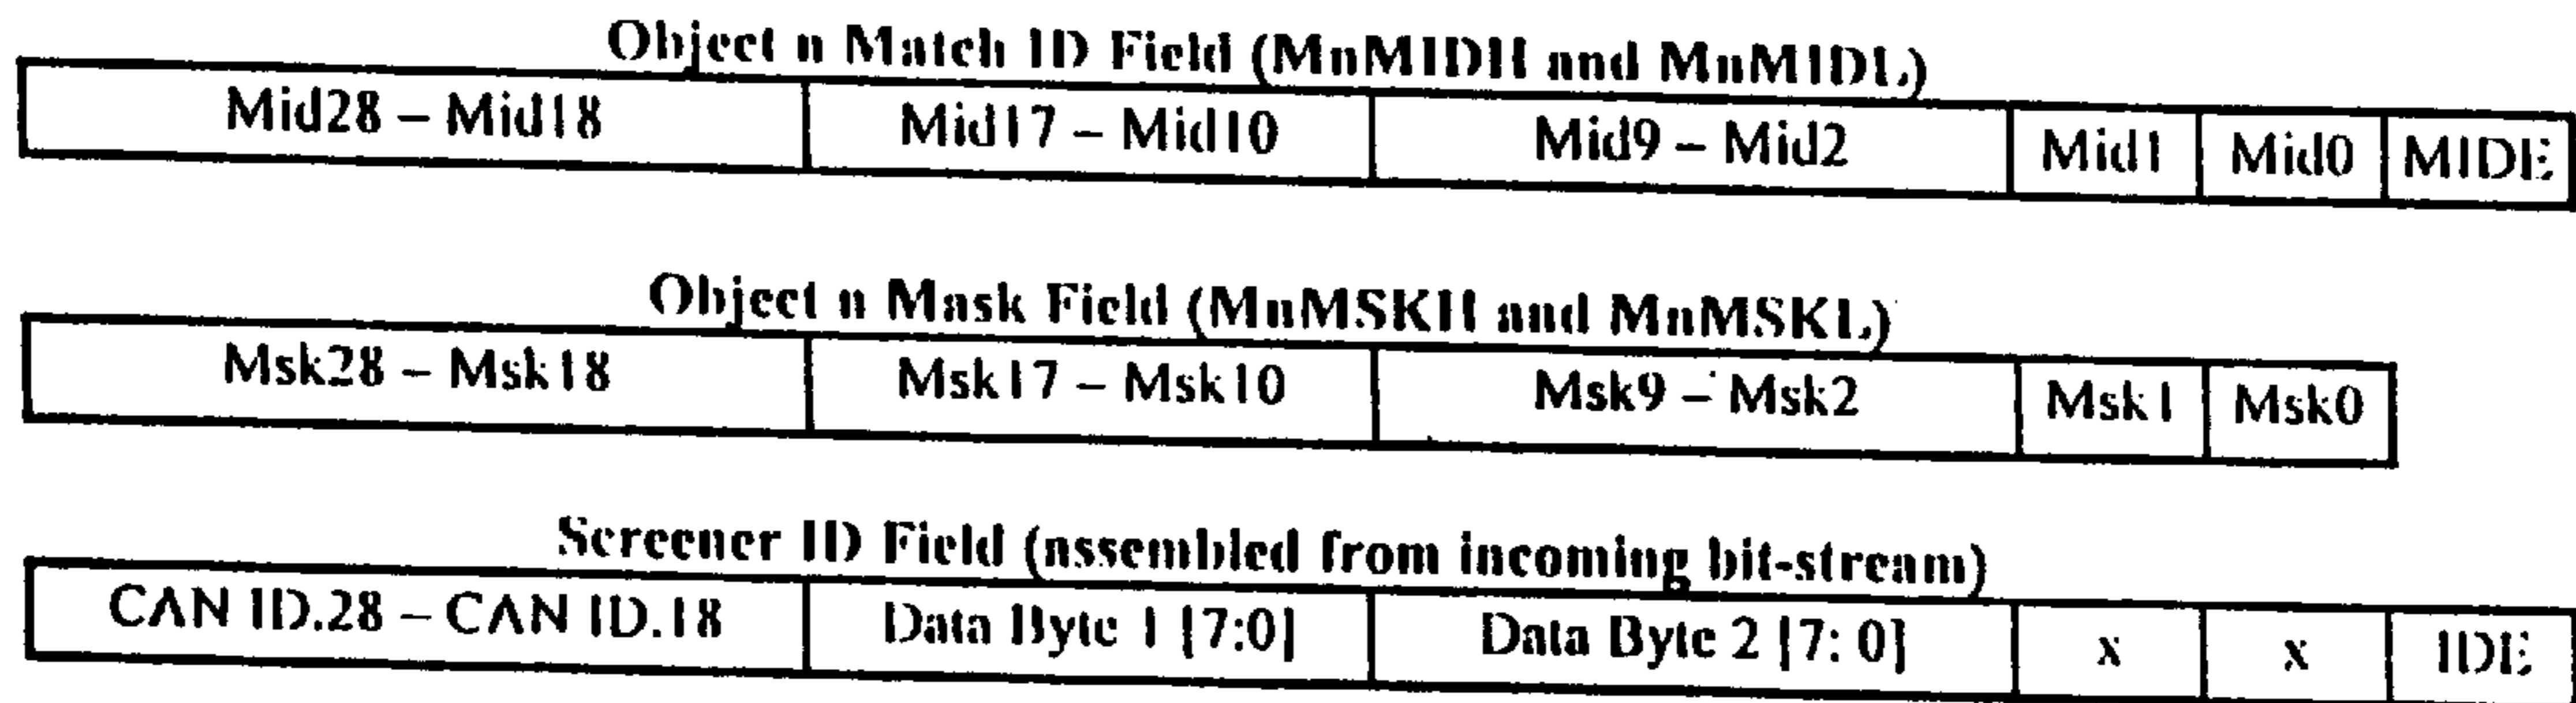 Object n Match ID Field (MnMIDH and MnMIDL)
Mid28 – Mid18 Mid17 – Mid10 Mid9 – Mid2 Mid1 Mid0 MIDE
Object n Mask Field (MnMSKH and MnMSKL)
Msk28 – Msk18 Msk17 – Msk10 Msk9 – Msk2 Msk1 Msk0
Screener ID Field (assembled from incoming bit-stream)
CAN ID.28 – CAN ID.18 Data Byte 1 [7:0] Data Byte 2 [7: 0] x x IDE